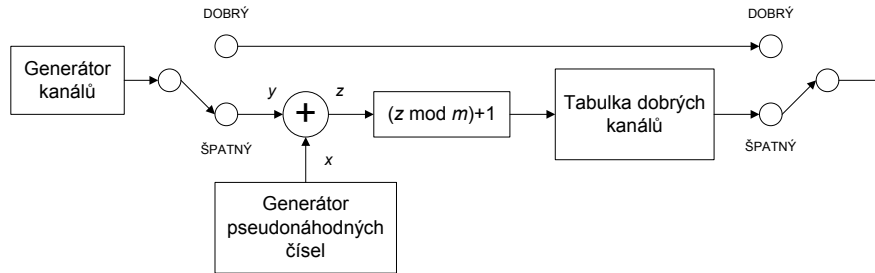 DOBRÝ
DOBRÝ
Generátor
kanálů
y
z
+
(z mod m)+1
Tabulka dobrých
kanálů
ŠPATNÝ
ŠPATNÝ
x
Generátor
pseudonáhodných
čísel